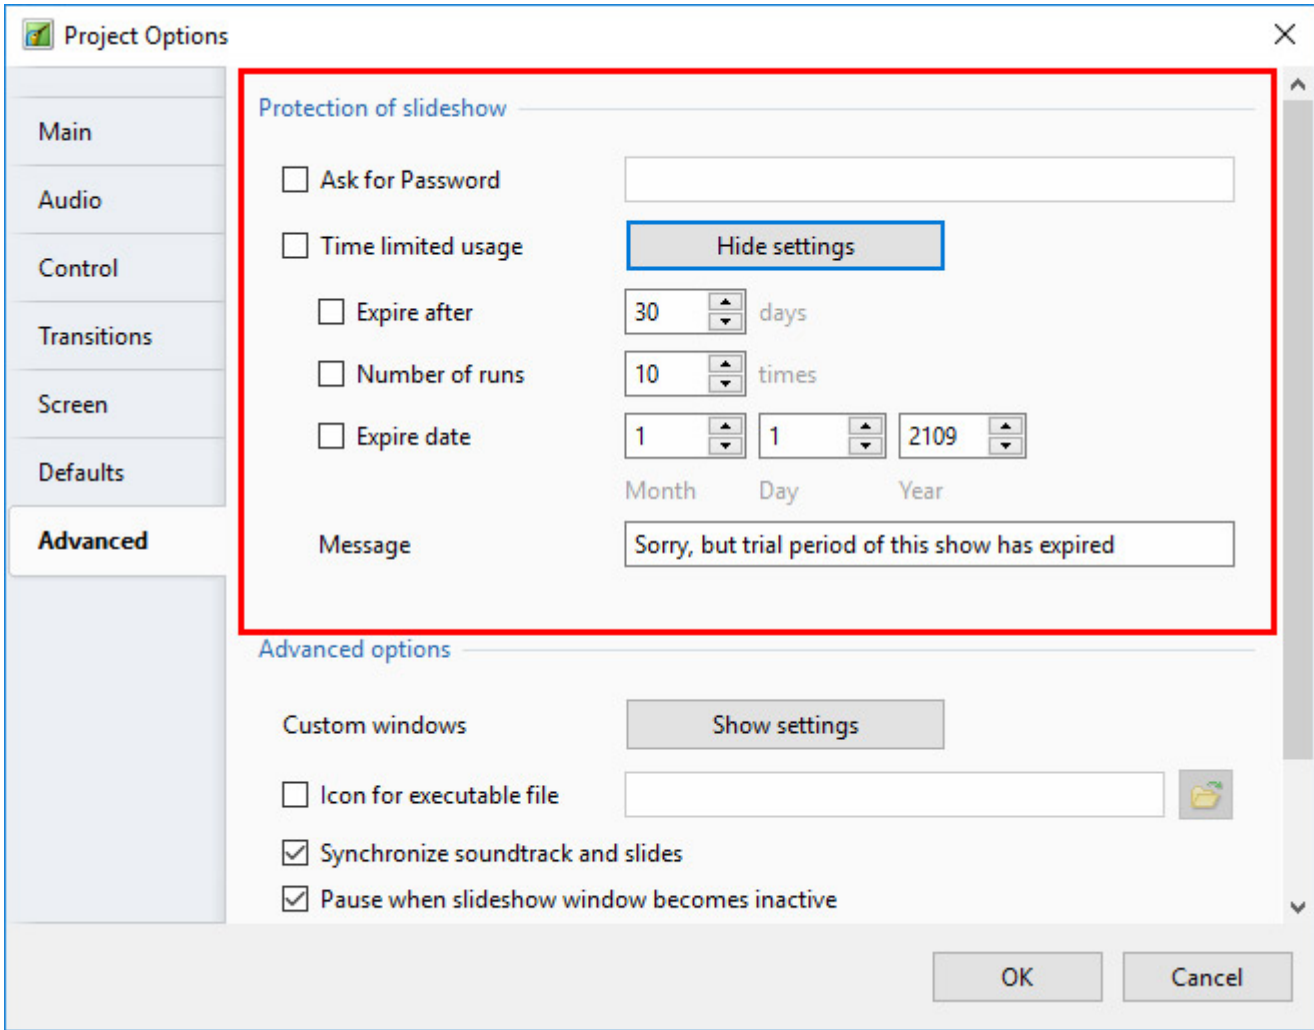 Project Options
Main
Audio
Control
Transitions
Screen
Defaults
Advanced
Protection of slideshow
Ask for Password
Time limited usage Hide settings
Expire after 30 days
Number of runs 10 times
Expire date 1 1 2109
Month Day Year
Message Sorry, but trial period of this show has expired
Advanced options
Custom windows Show settings
Icon for executable file
Synchronize soundtrack and slides
Pause when slideshow window becomes inactive
OK Cancel